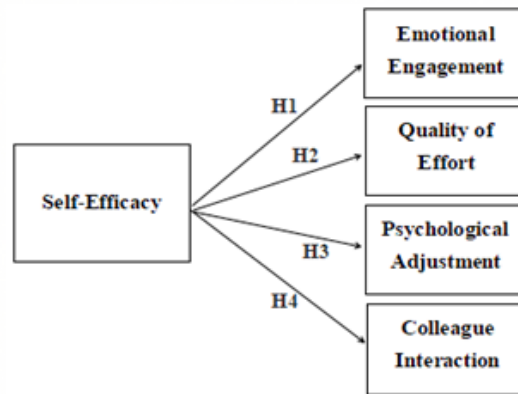 Emotional
Engagement
H1
Quality of
Effort
H2
Self-Efficacy
Psychological
Adjustment
H3
H4
Colleague
Interaction